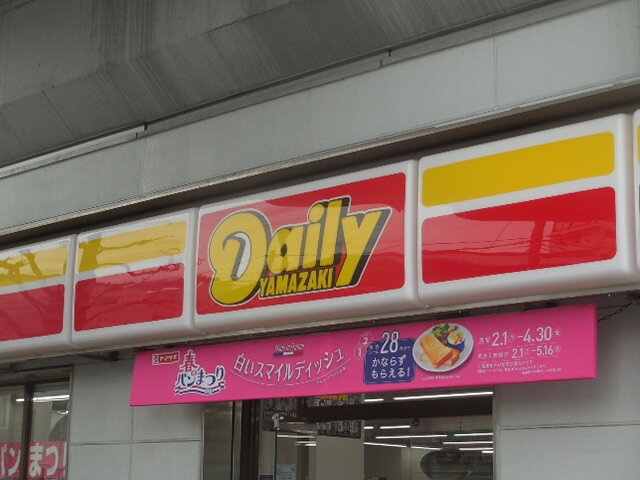 Daily
YAMAZAKI
ヤマザキ
春のパンまつり
白いスマイルディッシュ
28
かならず
もらえる!
2.1 - 4.30
2.1 - 5.16
パンまつ